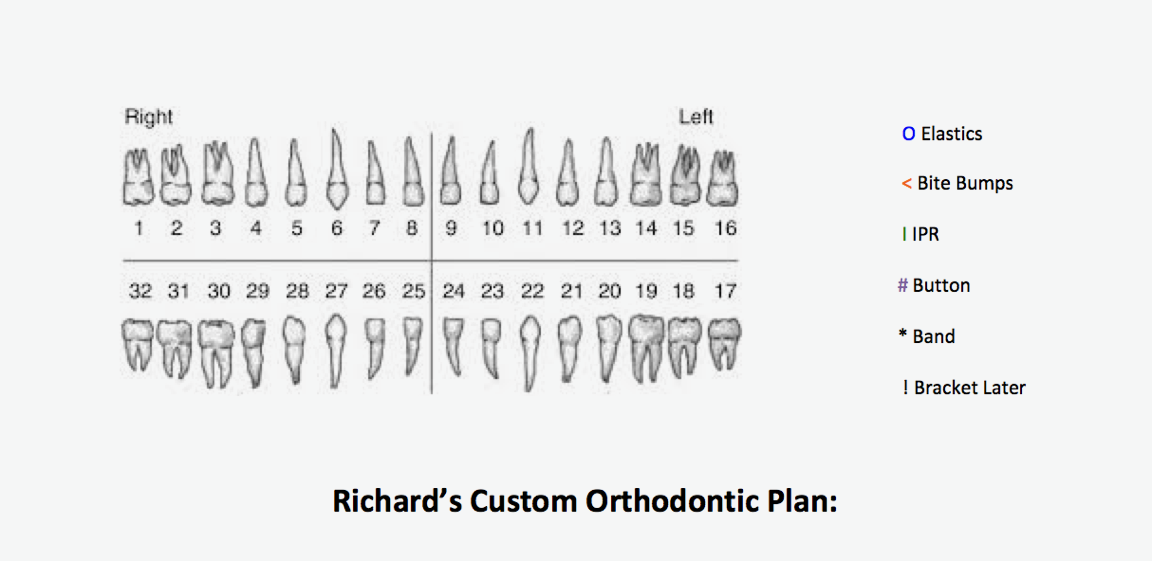 Right Left
1 2 3 4 5 6 7 8 9 10 11 12 13 14 15 16
32 31 30 29 28 27 26 25 24 23 22 21 20 19 18 17
O Elastics
< Bite Bumps
I IPR
# Button
* Band
! Bracket Later
Richard’s Custom Orthodontic Plan: